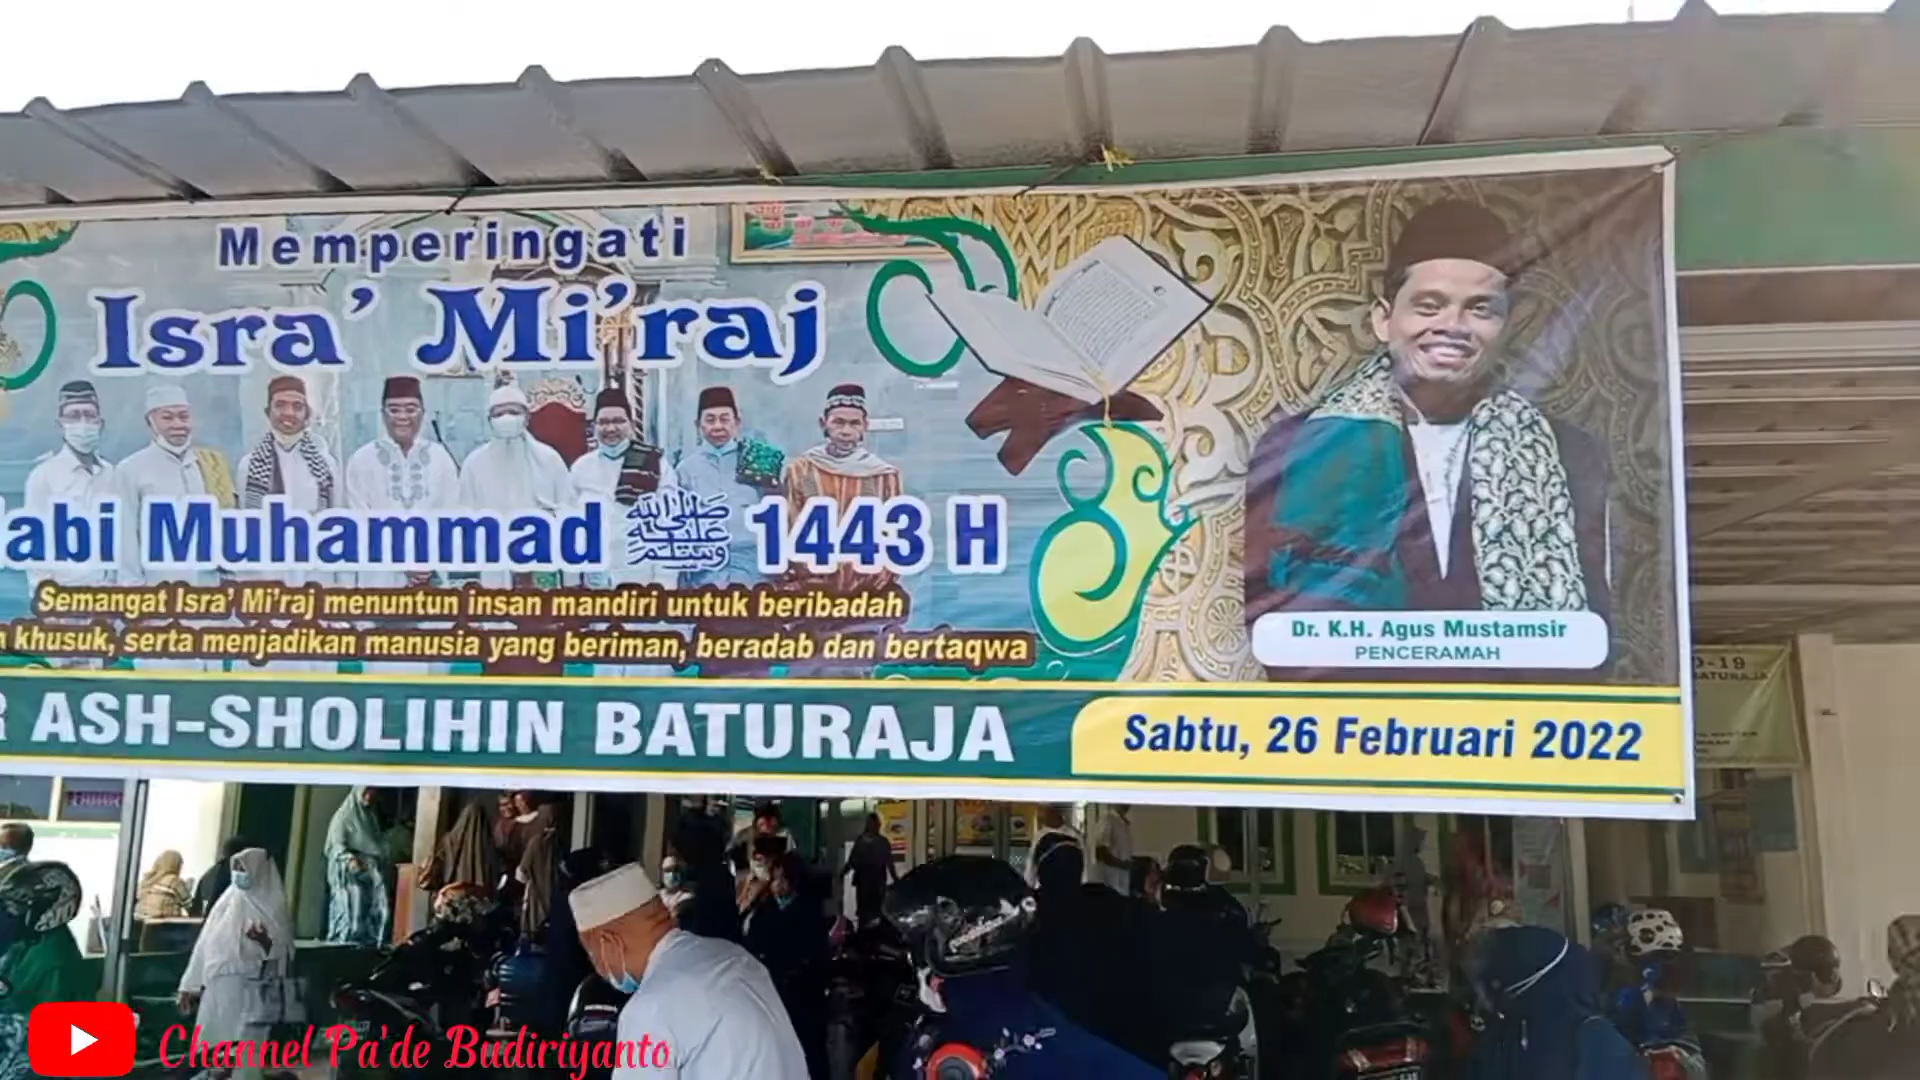 Memperingati
Isra' Mi'raj
abi Muhammad ﷺ 1443 H
Semangat Isra' Mi'raj menuntun insan mandiri untuk beribadah
khusuk, serta menjadikan manusia yang beriman, beradab dan bertaqwa
Dr. K.H. Agus Mustamsir
PENCERAMAH
R ASH-SHOLIHIN BATURAJA
Sabtu, 26 Februari 2022
D-19
BATURAJA
Channel Pa'de Budiriyanto